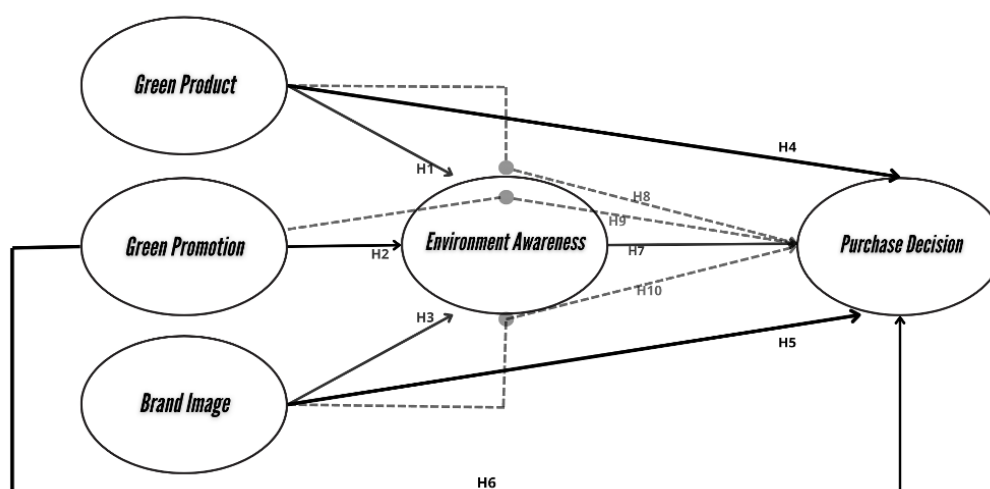 Green Product
H4
H1
H8
Green Promotion
H2
Environment Awareness
H9
H7
Purchase Decision
H10
H3
H5
Brand Image
H6